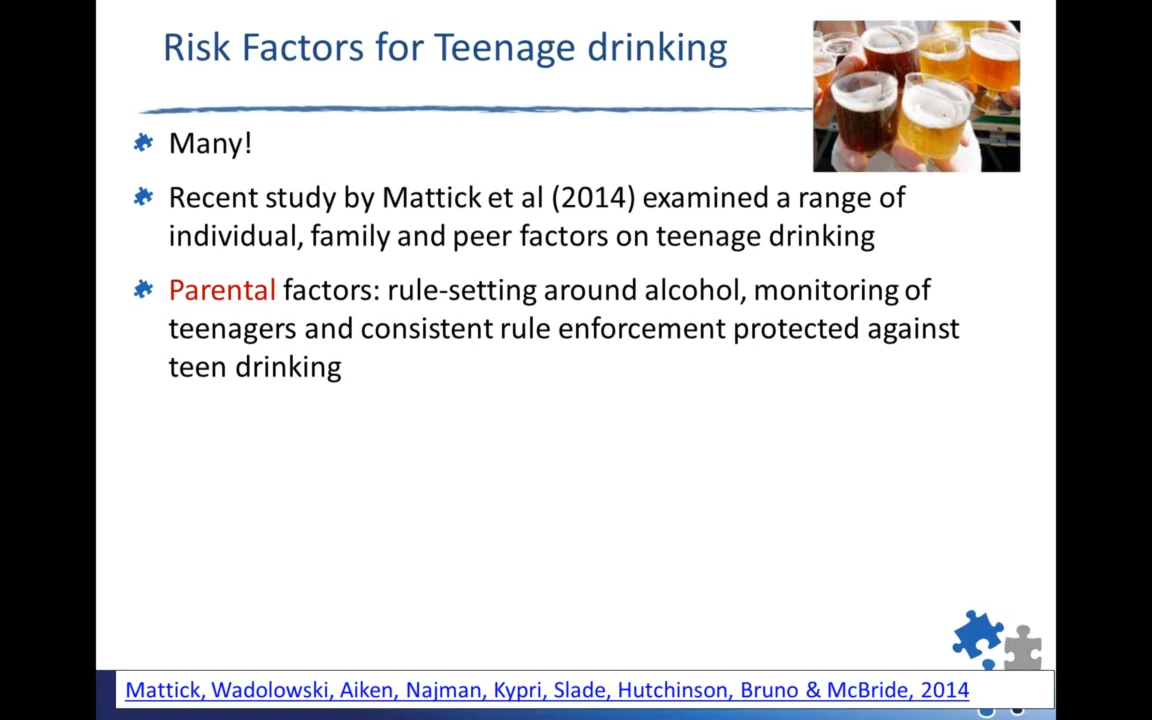 Risk Factors for Teenage drinking
Many!
Recent study by Mattick et al (2014) examined a range of
individual, family and peer factors on teenage drinking
Parental factors: rule-setting around alcohol, monitoring of
teenagers and consistent rule enforcement protected against
teen drinking
Mattick, Wadolowski, Aiken, Najman, Kypri, Slade, Hutchinson, Bruno & McBride, 2014